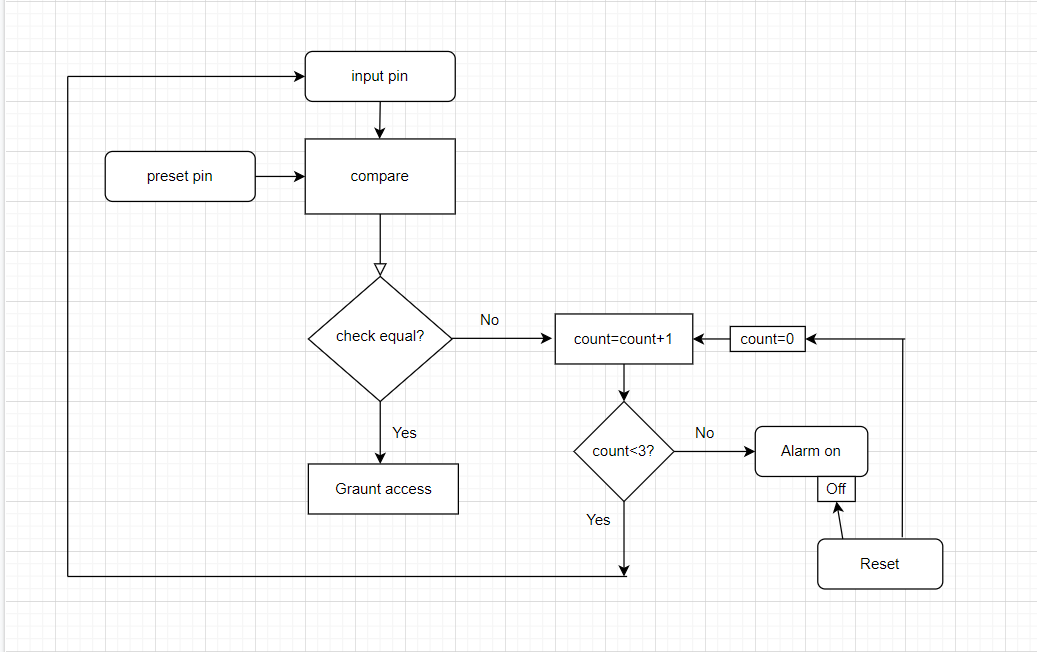 input pin
preset pin
compare
check equal?
No
count=count+1
count=0
Yes
count<3?
No
Alarm on
Graunt access
Off
Yes
Reset